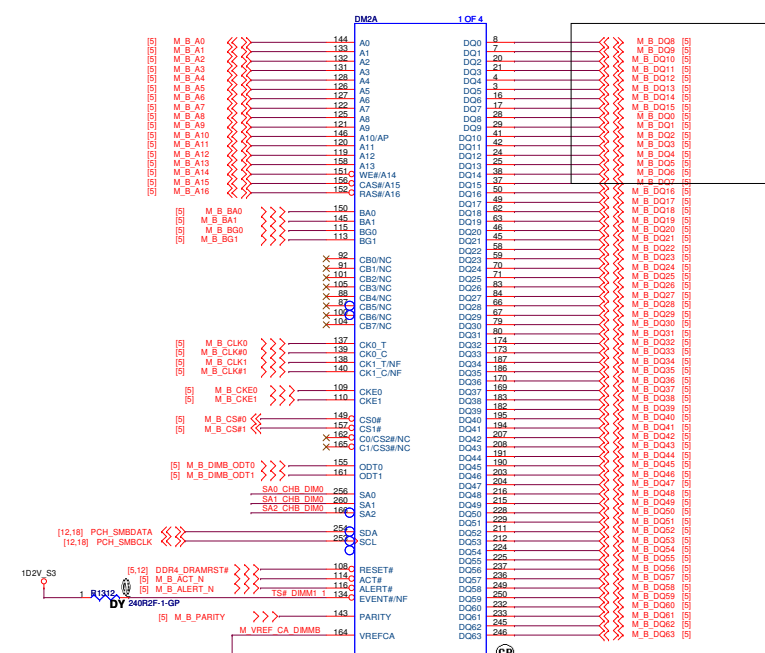 DM2A 1 OF 4
[5] M_B_A0 144 A0 DQ0 8 M_B_DQ8 [5]
[5] M_B_A1 133 A1 DQ1 7 M_B_DQ9 [5]
[5] M_B_A2 132 A2 DQ2 20 M_B_DQ10 [5]
[5] M_B_A3 131 A3 DQ3 21 M_B_DQ11 [5]
[5] M_B_A4 128 A4 DQ4 4 M_B_DQ12 [5]
[5] M_B_A5 126 A5 DQ5 3 M_B_DQ13 [5]
[5] M_B_A6 127 A6 DQ6 16 M_B_DQ14 [5]
[5] M_B_A7 122 A7 DQ7 17 M_B_DQ15 [5]
[5] M_B_A8 125 A8 DQ8 28 M_B_DQ0 [5]
[5] M_B_A9 121 A9 DQ9 29 M_B_DQ1 [5]
[5] M_B_A10 146 A10/AP DQ10 41 M_B_DQ2 [5]
[5] M_B_A11 120 A11 DQ11 42 M_B_DQ3 [5]
[5] M_B_A12 119 A12 DQ12 24 M_B_DQ4 [5]
[5] M_B_A13 158 A13 DQ13 25 M_B_DQ5 [5]
[5] M_B_A14 151 WE#/A14 DQ14 38 M_B_DQ6 [5]
[5] M_B_A15 156 CAS#/A15 DQ15 37 M_B_DQ7 [5]
[5] M_B_A16 152 RAS#/A16 DQ16 50 M_B_DQ16 [5]
DQ17 49 M_B_DQ17 [5]
[5] M_B_BA0 150 BA0 DQ18 62 M_B_DQ18 [5]
[5] M_B_BA1 145 BA1 DQ19 63 M_B_DQ19 [5]
[5] M_B_BG0 115 BG0 DQ20 46 M_B_DQ20 [5]
[5] M_B_BG1 113 BG1 DQ21 45 M_B_DQ21 [5]
DQ22 58 M_B_DQ22 [5]
92 CB0/NC DQ23 59 M_B_DQ23 [5]
91 CB1/NC DQ24 70 M_B_DQ24 [5]
101 CB2/NC DQ25 71 M_B_DQ25 [5]
105 CB3/NC DQ26 83 M_B_DQ26 [5]
88 CB4/NC DQ27 84 M_B_DQ27 [5]
87 CB5/NC DQ28 66 M_B_DQ28 [5]
100 CB6/NC DQ29 67 M_B_DQ29 [5]
104 CB7/NC DQ30 79 M_B_DQ30 [5]
DQ31 80 M_B_DQ31 [5]
[5] M_B_CLK0 137 CK0_T DQ32 174 M_B_DQ32 [5]
[5] M_B_CLK#0 139 CK0_C DQ33 173 M_B_DQ33 [5]
[5] M_B_CLK1 138 CK1_T/NF DQ34 187 M_B_DQ34 [5]
[5] M_B_CLK#1 140 CK1_C/NF DQ35 186 M_B_DQ35 [5]
DQ36 170 M_B_DQ36 [5]
[5] M_B_CKE0 109 CKE0 DQ37 169 M_B_DQ37 [5]
[5] M_B_CKE1 110 CKE1 DQ38 183 M_B_DQ38 [5]
DQ39 182 M_B_DQ39 [5]
[5] M_B_CS#0 149 CS0# DQ40 195 M_B_DQ40 [5]
[5] M_B_CS#1 157 CS1# DQ41 194 M_B_DQ41 [5]
162 C0/CS2#/NC DQ42 207 M_B_DQ42 [5]
165 C1/CS3#/NC DQ43 208 M_B_DQ43 [5]
DQ44 191 M_B_DQ44 [5]
[5] M_B_DIMB_ODT0 155 ODT0 DQ45 190 M_B_DQ45 [5]
[5] M_B_DIMB_ODT1 161 ODT1 DQ46 203 M_B_DQ46 [5]
DQ47 204 M_B_DQ47 [5]
SA0_CHB_DIM0 256 SA0 DQ48 216 M_B_DQ48 [5]
SA1_CHB_DIM0 260 SA1 DQ49 215 M_B_DQ49 [5]
SA2_CHB_DIM0 166 SA2 DQ50 228 M_B_DQ50 [5]
DQ51 229 M_B_DQ51 [5]
[12,18] PCH_SMBDATA 254 SDA DQ52 211 M_B_DQ52 [5]
[12,18] PCH_SMBCLK 253 SCL DQ53 212 M_B_DQ53 [5]
DQ54 224 M_B_DQ54 [5]
DQ55 225 M_B_DQ55 [5]
[5,12] DDR4_DRAMRST# 108 RESET# DQ56 237 M_B_DQ56 [5]
1D2V_S3 [5] M_B_ACT_N 114 ACT# DQ57 236 M_B_DQ57 [5]
[5] M_B_ALERT_N 116 ALERT# DQ58 249 M_B_DQ58 [5]
1 R1312 TS#_DIMM1_1 134 EVENT#/NF DQ59 250 M_B_DQ59 [5]
DY 240R2F-1-GP DQ60 232 M_B_DQ60 [5]
[5] M_B_PARITY 143 PARITY DQ61 233 M_B_DQ61 [5]
DQ62 245 M_B_DQ62 [5]
M_VREF_CA_DIMMB 164 VREFCA DQ63 246 M_B_DQ63 [5]